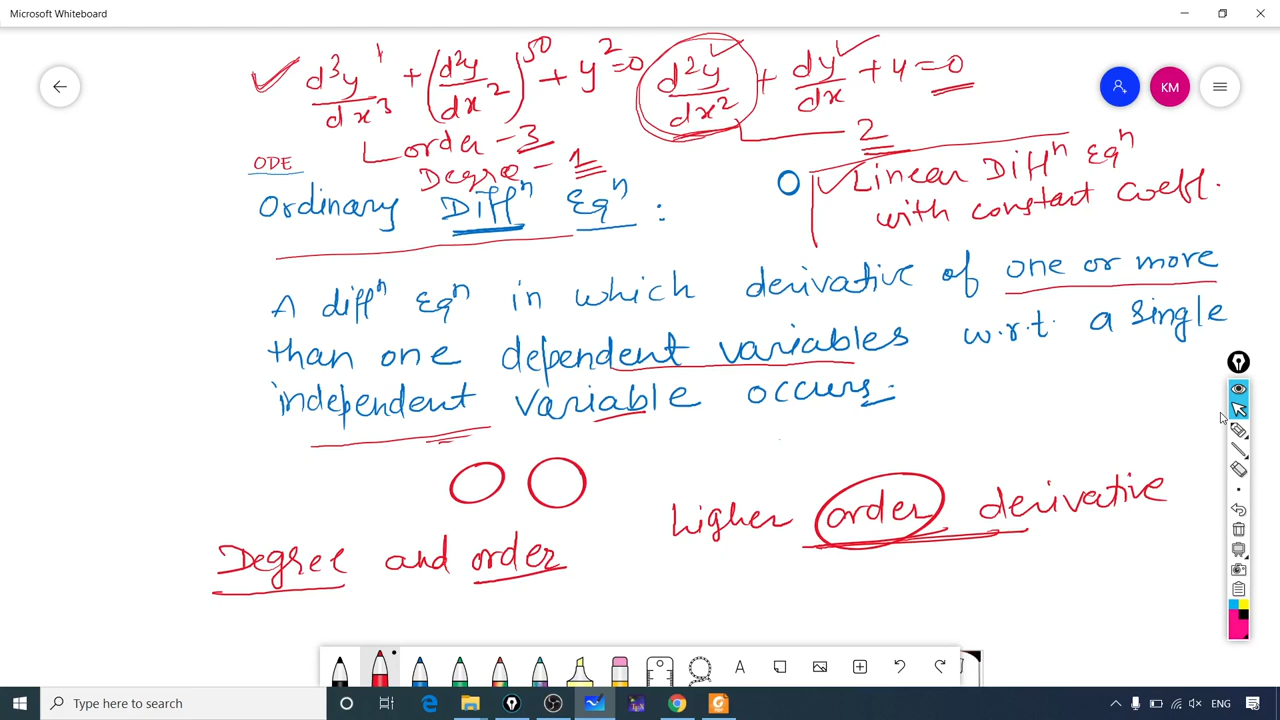 Microsoft Whiteboard
d³y¹/dx³ + (d²y/dx²)⁵⁰ + y² = 0
d²y/dx² + dy/dx + y = 0
order - 3
2
Degree - 1
KM
ODE
Ordinary Diffⁿ Eqⁿ :
Linear Diffⁿ Eqⁿ
with constant coeff.
A diffⁿ Eqⁿ in which derivative of one or more
than one dependent variables w.r.t. a single
independent variable occurs.
higher order derivative
Degree and order
A
Type here to search
ENG